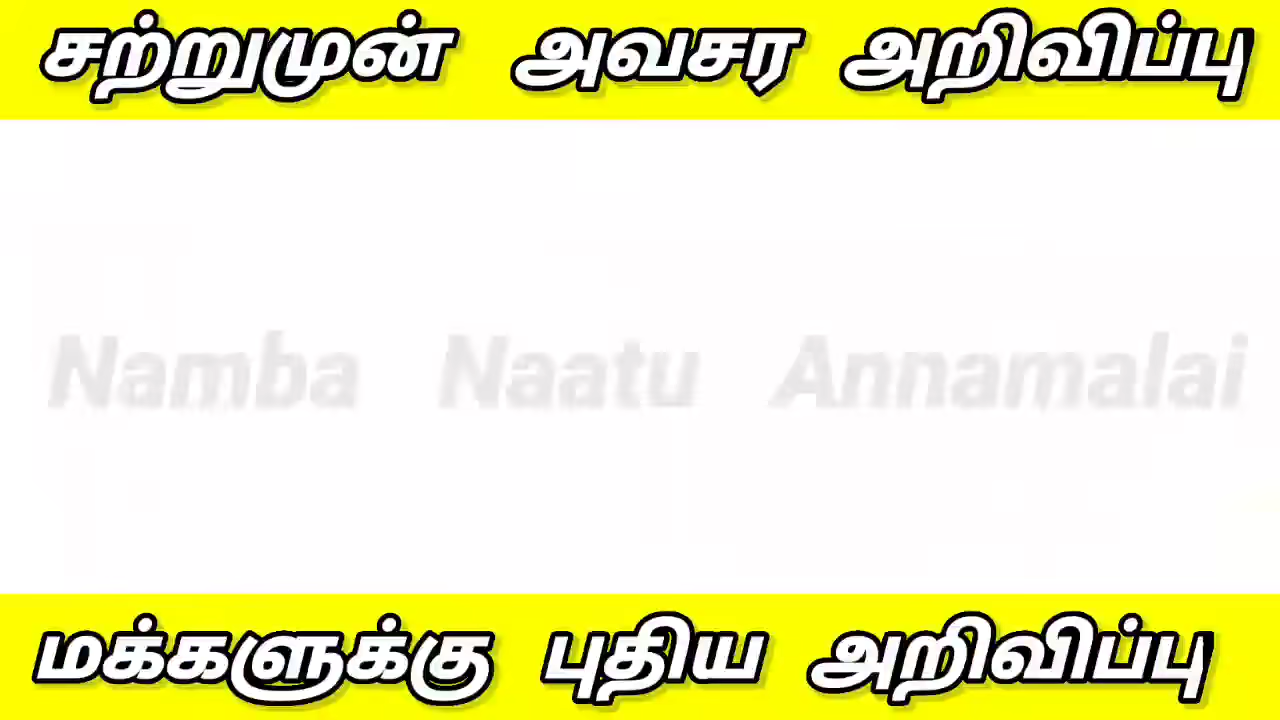 சற்றுமுன் அவசர அறிவிப்பு
Namba Naatu Annamalai
மக்களுக்கு புதிய அறிவிப்பு